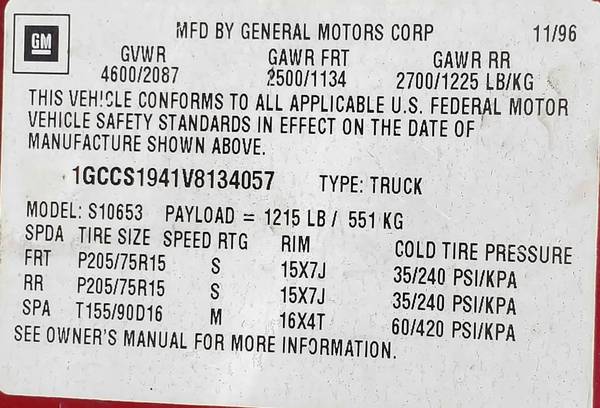 GM
MFD BY GENERAL MOTORS CORP 11/96
GVWR GAWR FRT GAWR RR
4600/2087 2500/1134 2700/1225 LB/KG
THIS VEHICLE CONFORMS TO ALL APPLICABLE U.S. FEDERAL MOTOR
VEHICLE SAFETY STANDARDS IN EFFECT ON THE DATE OF
MANUFACTURE SHOWN ABOVE.
1GCCS1941V8134057 TYPE: TRUCK
MODEL: S10653 PAYLOAD = 1215 LB / 551 KG
SPDA TIRE SIZE SPEED RTG RIM COLD TIRE PRESSURE
FRT P205/75R15 S 15X7J 35/240 PSI/KPA
RR P205/75R15 S 15X7J 35/240 PSI/KPA
SPA T155/90D16 M 16X4T 60/420 PSI/KPA
SEE OWNER'S MANUAL FOR MORE INFORMATION.